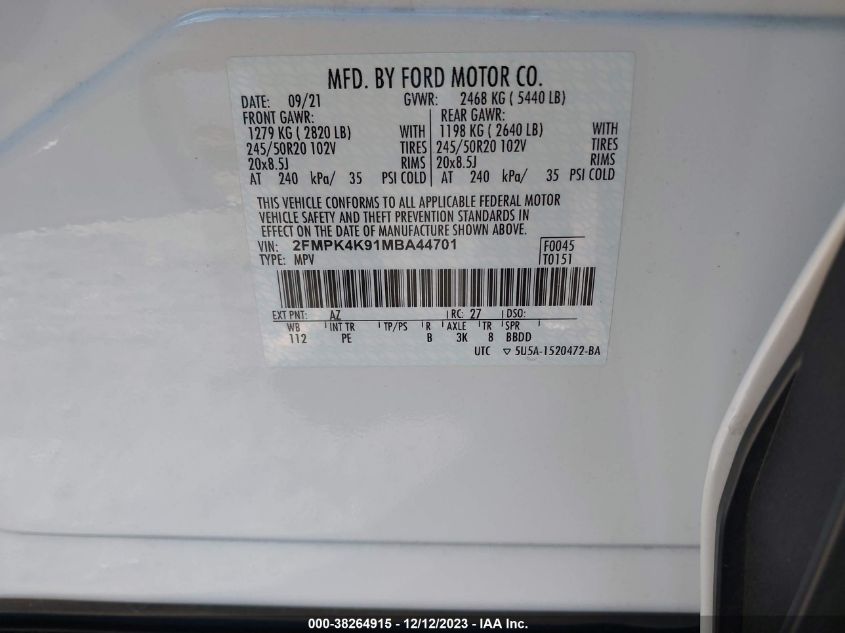 MFD. BY FORD MOTOR CO.
DATE: 09/21 GVWR: 2468 KG ( 5440 LB)
FRONT GAWR: REAR GAWR:
1279 KG ( 2820 LB) WITH 1198 KG ( 2640 LB) WITH
245/50R20 102V TIRES 245/50R20 102V TIRES
20x8.5J RIMS 20x8.5J RIMS
AT 240 kPa/ 35 PSI COLD AT 240 kPa/ 35 PSI COLD
THIS VEHICLE CONFORMS TO ALL APPLICABLE FEDERAL MOTOR
VEHICLE SAFETY AND THEFT PREVENTION STANDARDS IN
EFFECT ON THE DATE OF MANUFACTURE SHOWN ABOVE.
VIN: 2FMPK4K91MBA44701 F0045
TYPE: MPV T0151
EXT PNT: AZ RC: 27 DSO:
WB INT TR TP/PS R AXLE TR SPR
112 PE B 3K 8 BBDD
UTC ▽ 5U5A-1520472-BA
000-38264915 - 12/12/2023 - IAA Inc.